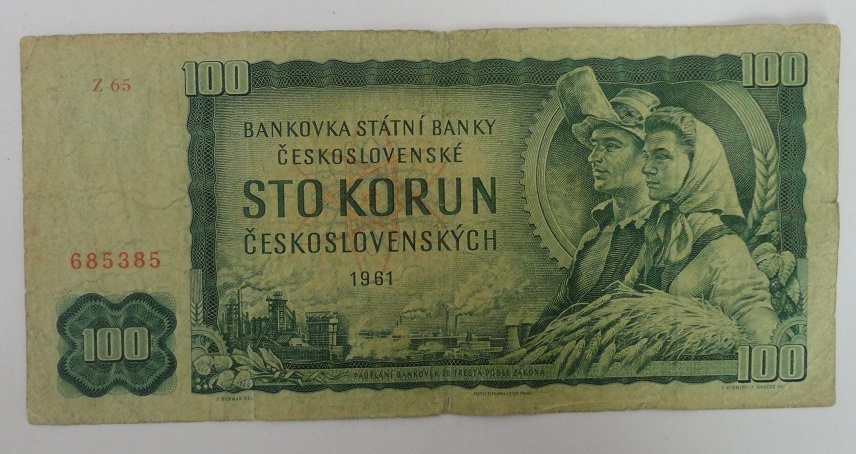 Z 65
100
100
BANKOVKA STÁTNÍ BANKY
ČESKOSLOVENSKÉ
STO KORUN
ČESKOSLOVENSKÝCH
1961
685385
100
100
PADĚLÁNÍ BANKOVEK SE TRESTÁ PODLE ZÁKONA